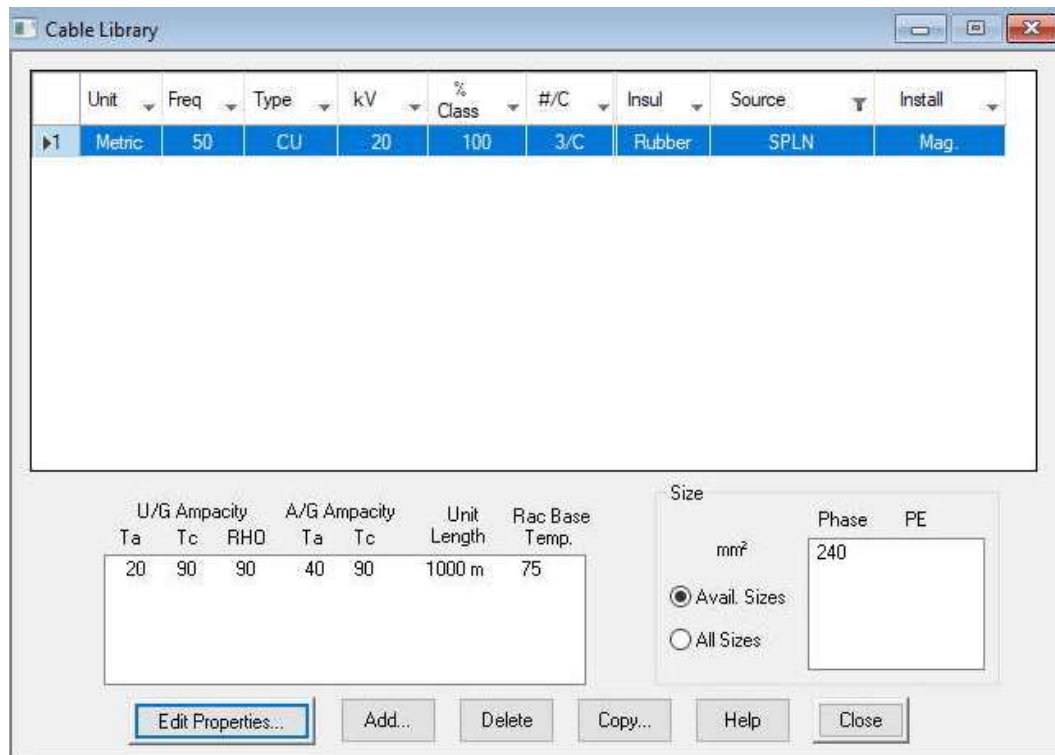 Cable Library
Unit Freq Type kV % Class #/C Insul Source Install
1 Metric 50 CU 20 100 3/C Rubber SPLN Mag.
U/G Ampacity A/G Ampacity Unit Length Rac Base Temp.
Ta Tc RHO Ta Tc
20 90 90 40 90 1000 m 75
Size
Phase PE
mm²
240
Avail. Sizes
All Sizes
Edit Properties... Add... Delete Copy... Help Close